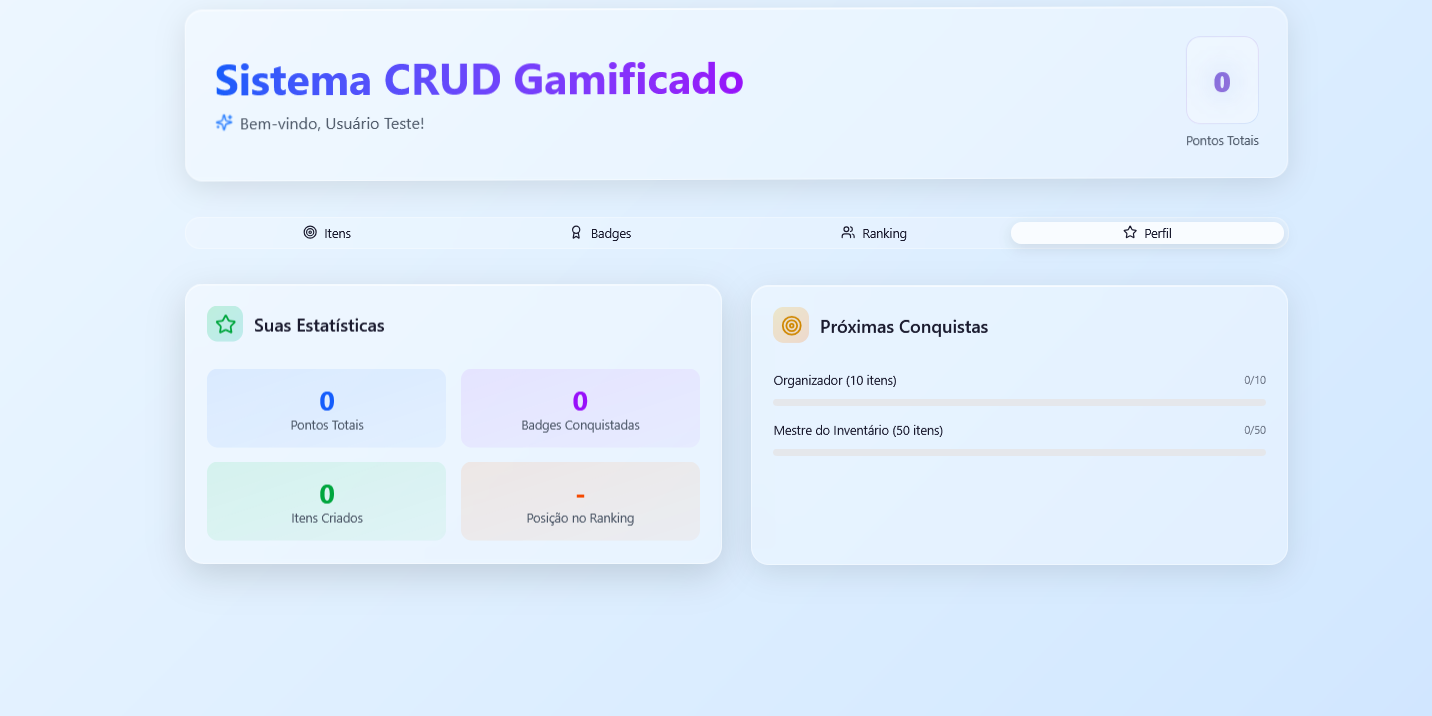 Sistema CRUD Gamificado
Bem-vindo, Usuário Teste!
0
Pontos Totais
Itens
Badges
Ranking
Perfil
Suas Estatísticas
0
Pontos Totais
0
Badges Conquistadas
0
Itens Criados
-
Posição no Ranking
Próximas Conquistas
Organizador (10 itens)
0/10
Mestre do Inventário (50 itens)
0/50